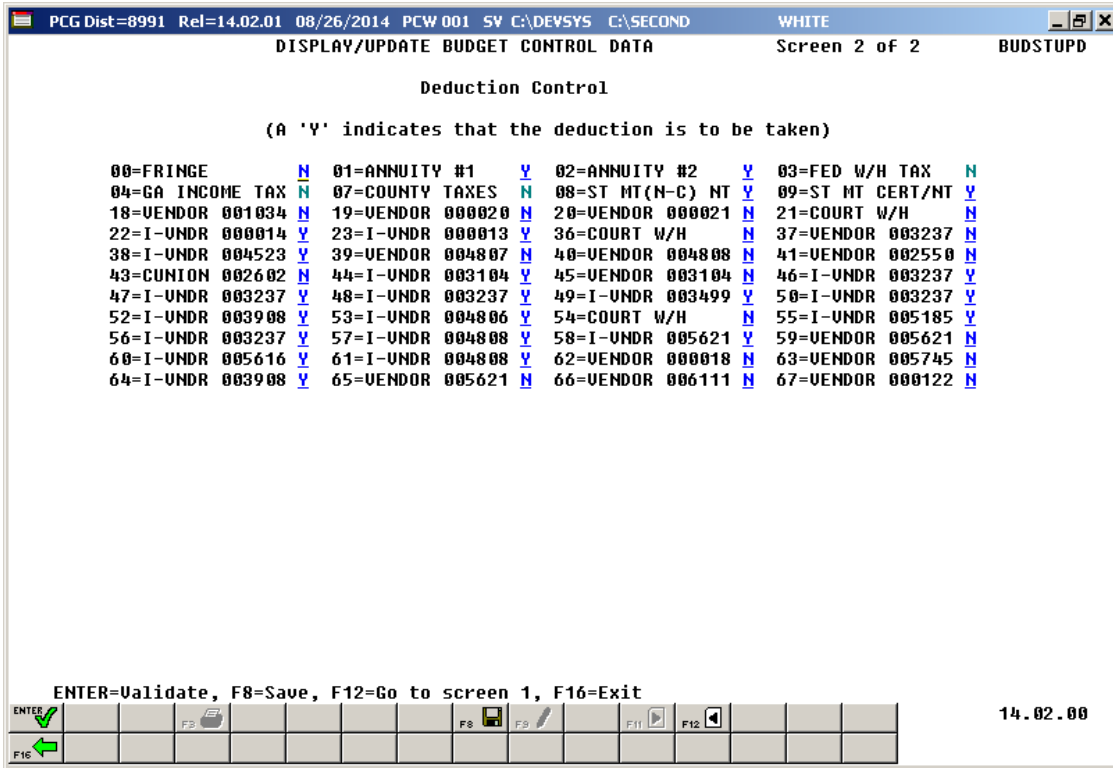 PCG Dist=8991 Rel=14.02.01 08/26/2014 PCW 001 SV C:\DEVSYS C:\SECOND WHITE
DISPLAY/UPDATE BUDGET CONTROL DATA Screen 2 of 2 BUDSTUPD
Deduction Control
(A 'Y' indicates that the deduction is to be taken)
00=FRINGE N 01=ANNUITY #1 Y 02=ANNUITY #2 Y 03=FED W/H TAX N
04=GA INCOME TAX N 07=COUNTY TAXES N 08=ST MT(N-C) NT Y 09=ST MT CERT/NT Y
18=VENDOR 001034 N 19=VENDOR 000020 N 20=VENDOR 000021 N 21=COURT W/H N
22=I-VNDR 000014 Y 23=I-VNDR 000013 Y 36=COURT W/H N 37=VENDOR 003237 N
38=I-VNDR 004523 Y 39=VENDOR 004807 N 40=VENDOR 004808 N 41=VENDOR 002550 N
43=CUNION 002602 N 44=I-VNDR 003104 Y 45=VENDOR 003104 N 46=I-VNDR 003237 Y
47=I-VNDR 003237 Y 48=I-VNDR 003237 Y 49=I-VNDR 003499 Y 50=I-VNDR 003237 Y
52=I-VNDR 003908 Y 53=I-VNDR 004806 Y 54=COURT W/H N 55=I-VNDR 005185 Y
56=I-VNDR 003237 Y 57=I-VNDR 004808 Y 58=I-VNDR 005621 Y 59=VENDOR 005621 N
60=I-VNDR 005616 Y 61=I-VNDR 004808 Y 62=VENDOR 000018 N 63=VENDOR 005745 N
64=I-VNDR 003908 Y 65=VENDOR 005621 N 66=VENDOR 006111 N 67=VENDOR 000122 N
ENTER=Validate, F8=Save, F12=Go to screen 1, F16=Exit
ENTER F3 F8 F9 F11 F12 14.02.00
F16